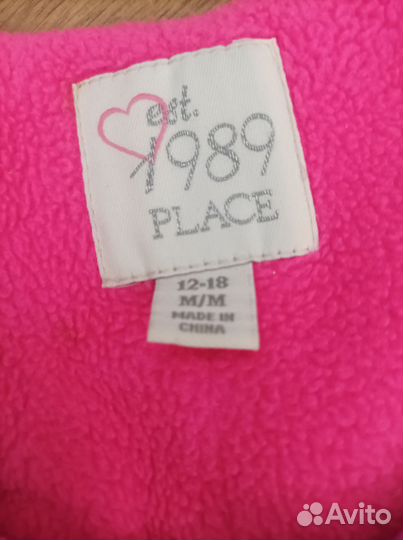 est.
1989
PLACE
12-18
M/M
MADE IN
CHINA
Avito